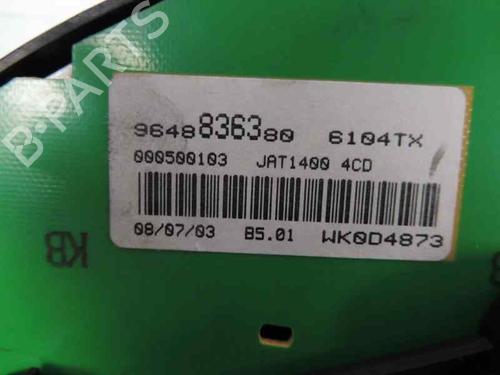 9648836380 6104TX
000500103 JAT1400 4CD
08/07/03 B5.01 WK0D4873
KB
B-PARTS